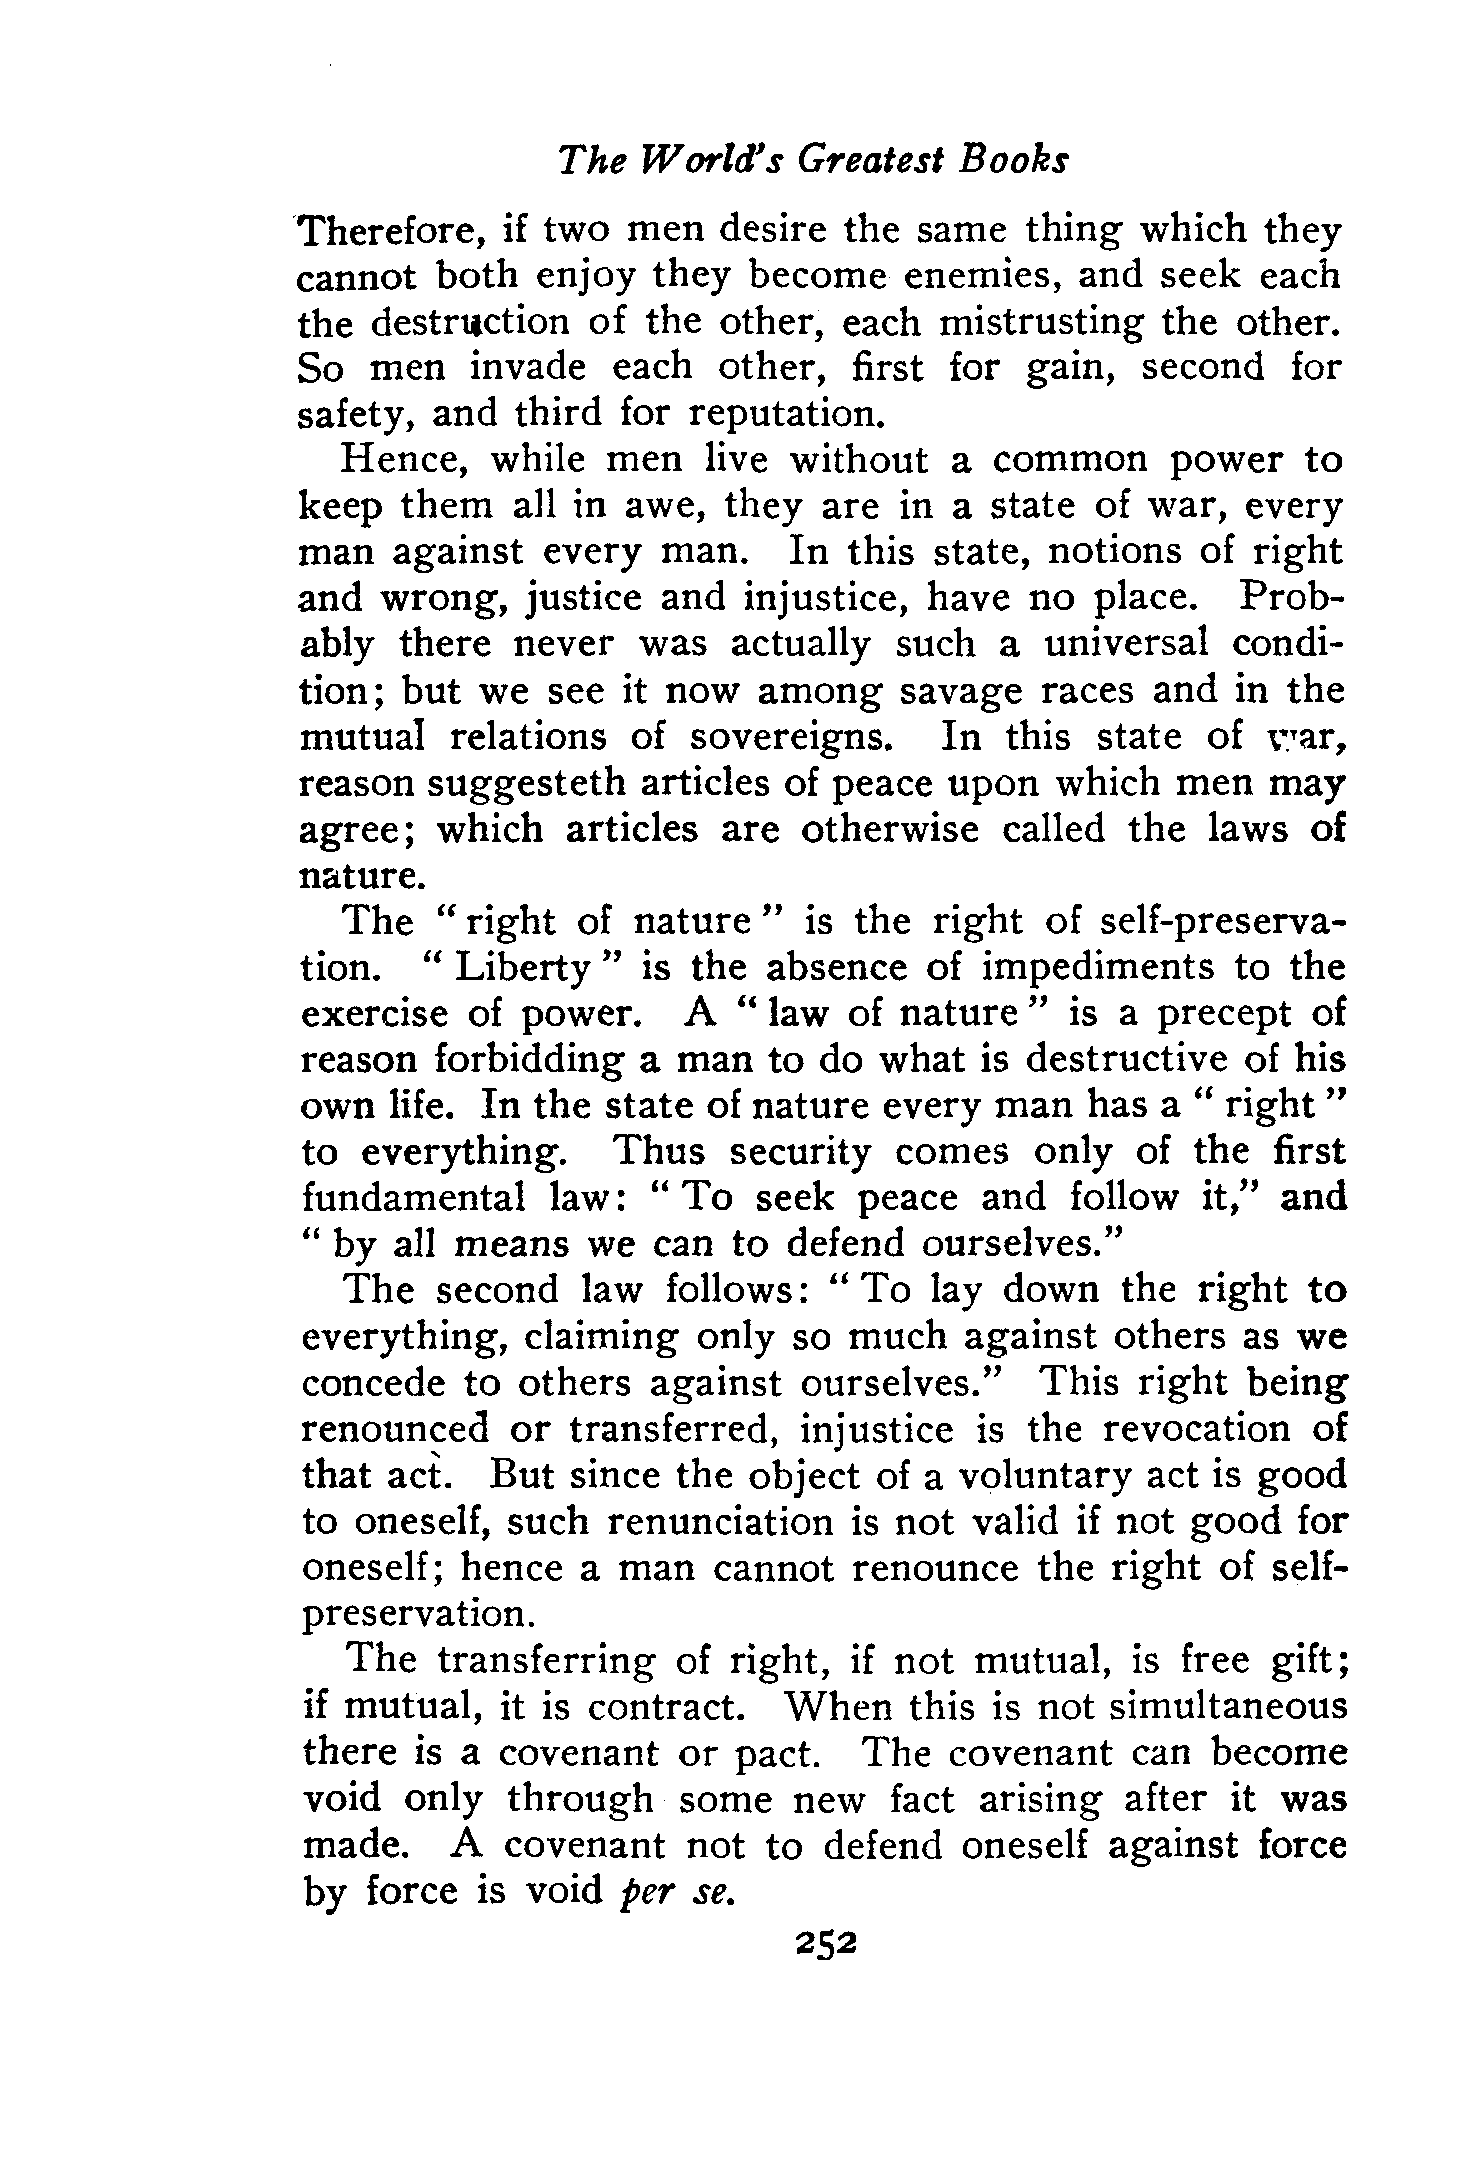 The World's Greatest Books
Therefore, if two men desire the same thing which they
cannot both enjoy they become enemies, and seek each
the destruction of the other, each mistrusting the other.
So men invade each other, first for gain, second for
safety, and third for reputation.
Hence, while men live without a common power to
keep them all in awe, they are in a state of war, every
man against every man. In this state, notions of right
and wrong, justice and injustice, have no place. Prob-
ably there never was actually such a universal condi-
tion; but we see it now among savage races and in the
mutual relations of sovereigns. In this state of war,
reason suggesteth articles of peace upon which men may
agree; which articles are otherwise called the laws of
nature.
The “ right of nature ” is the right of self-preserva-
tion. “ Liberty ” is the absence of impediments to the
exercise of power. A “ law of nature ” is a precept of
reason forbidding a man to do what is destructive of his
own life. In the state of nature every man has a “ right ”
to everything. Thus security comes only of the first
fundamental law: “ To seek peace and follow it,” and
“ by all means we can to defend ourselves.”
The second law follows: “ To lay down the right to
everything, claiming only so much against others as we
concede to others against ourselves.” This right being
renounced or transferred, injustice is the revocation of
that act. But since the object of a voluntary act is good
to oneself, such renunciation is not valid if not good for
oneself; hence a man cannot renounce the right of self-
preservation.
The transferring of right, if not mutual, is free gift;
if mutual, it is contract. When this is not simultaneous
there is a covenant or pact. The covenant can become
void only through some new fact arising after it was
made. A covenant not to defend oneself against force
by force is void per se.
252